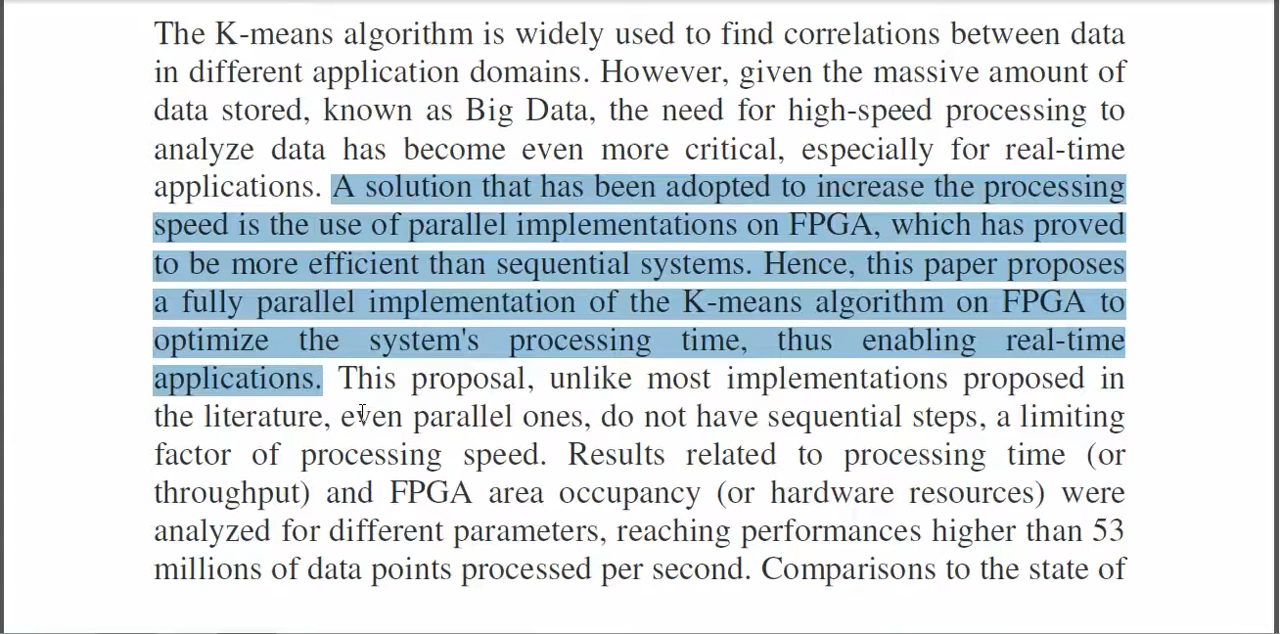 The K-means algorithm is widely used to find correlations between data
in different application domains. However, given the massive amount of
data stored, known as Big Data, the need for high-speed processing to
analyze data has become even more critical, especially for real-time
applications. A solution that has been adopted to increase the processing
speed is the use of parallel implementations on FPGA, which has proved
to be more efficient than sequential systems. Hence, this paper proposes
a fully parallel implementation of the K-means algorithm on FPGA to
optimize the system's processing time, thus enabling real-time
applications. This proposal, unlike most implementations proposed in
the literature, even parallel ones, do not have sequential steps, a limiting
factor of processing speed. Results related to processing time (or
throughput) and FPGA area occupancy (or hardware resources) were
analyzed for different parameters, reaching performances higher than 53
millions of data points processed per second. Comparisons to the state of